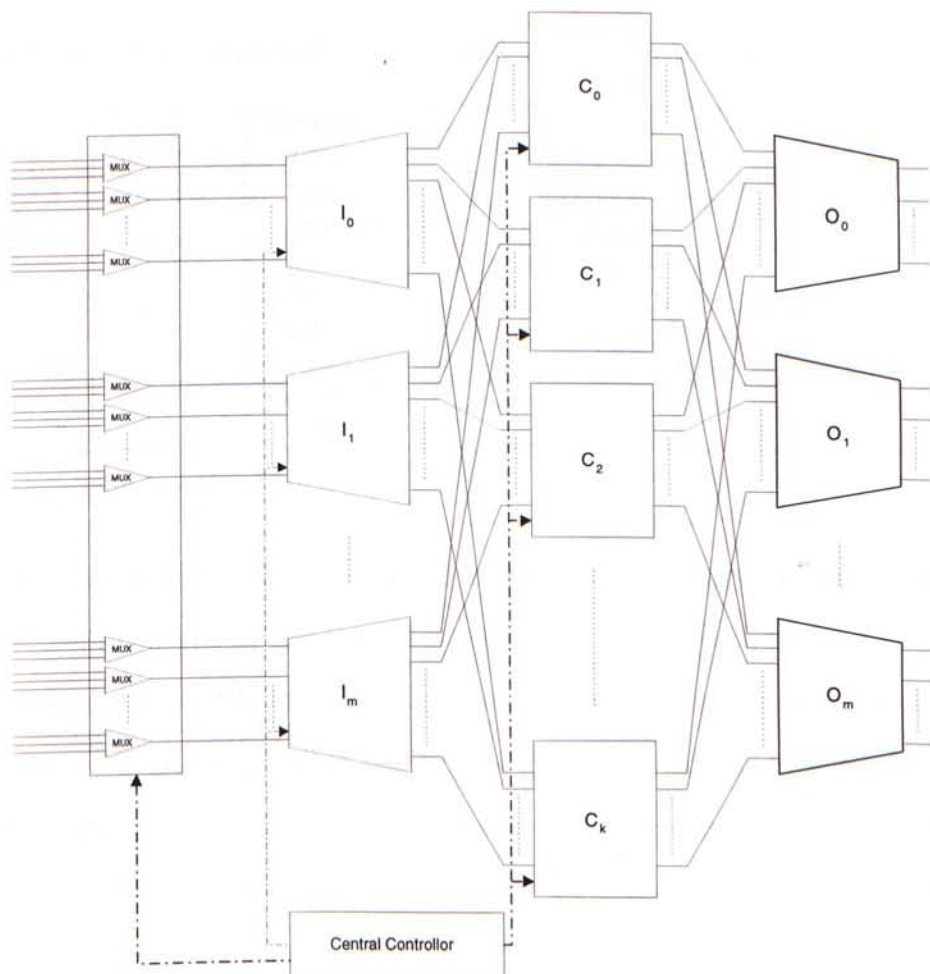 C0
MUX
MUX
MUX
I0
C1
O0
MUX
MUX
MUX
I1
C2
O1
MUX
MUX
MUX
Im
Om
Ck
Central Controllor